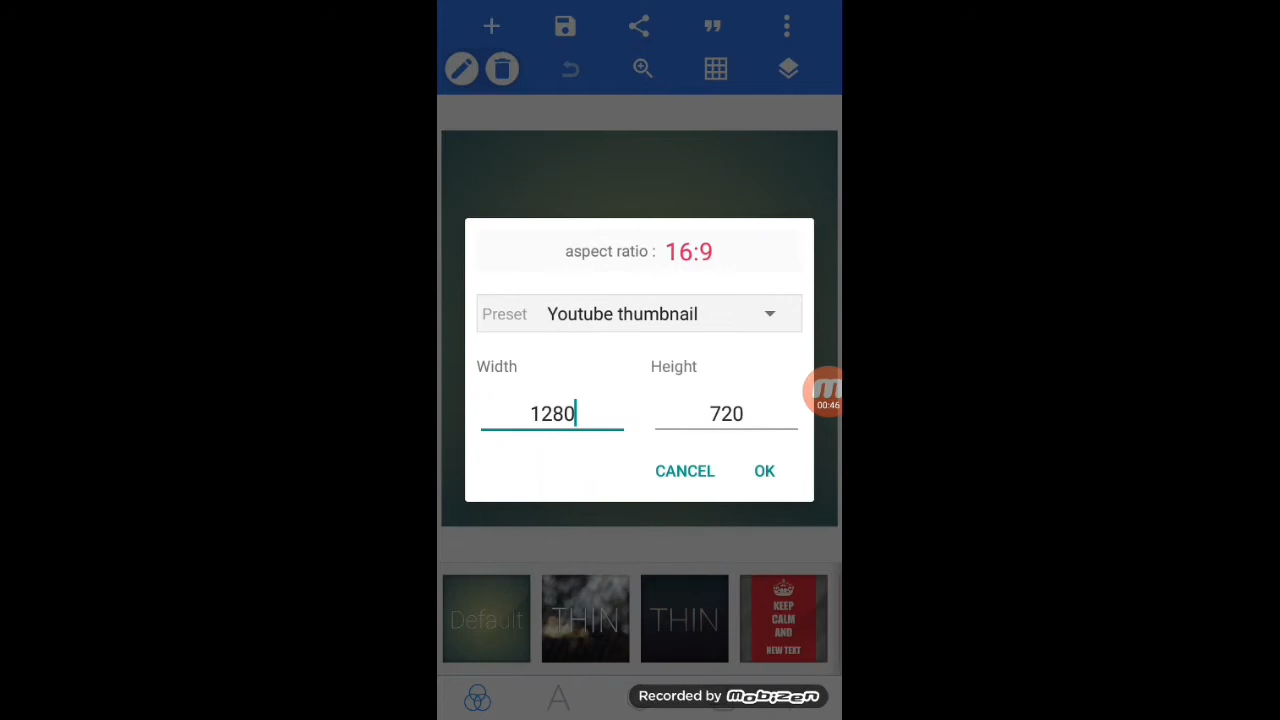 aspect ratio : 16:9
Preset Youtube thumbnail
Width Height
1280 720
CANCEL OK
00:46
Default THIN THIN KEEP
CALM
AND
NEW TEXT
A
Recorded by Mobizen